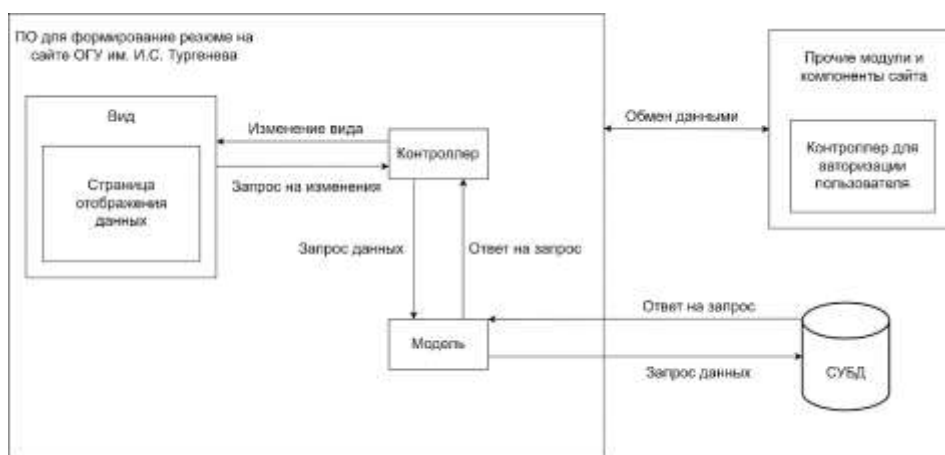 ПО для формирование резюме на
сайте ОГУ им. И.С. Тургенева
Вид
Страница
отображения
данных
Изменение вида
Запрос на изменения
Контроллер
Запрос данных
Ответ на запрос
Модель
Обмен данными
Прочие модули и
компоненты сайта
Контроллер для
авторизации
пользователя
Ответ на запрос
Запрос данных
СУБД